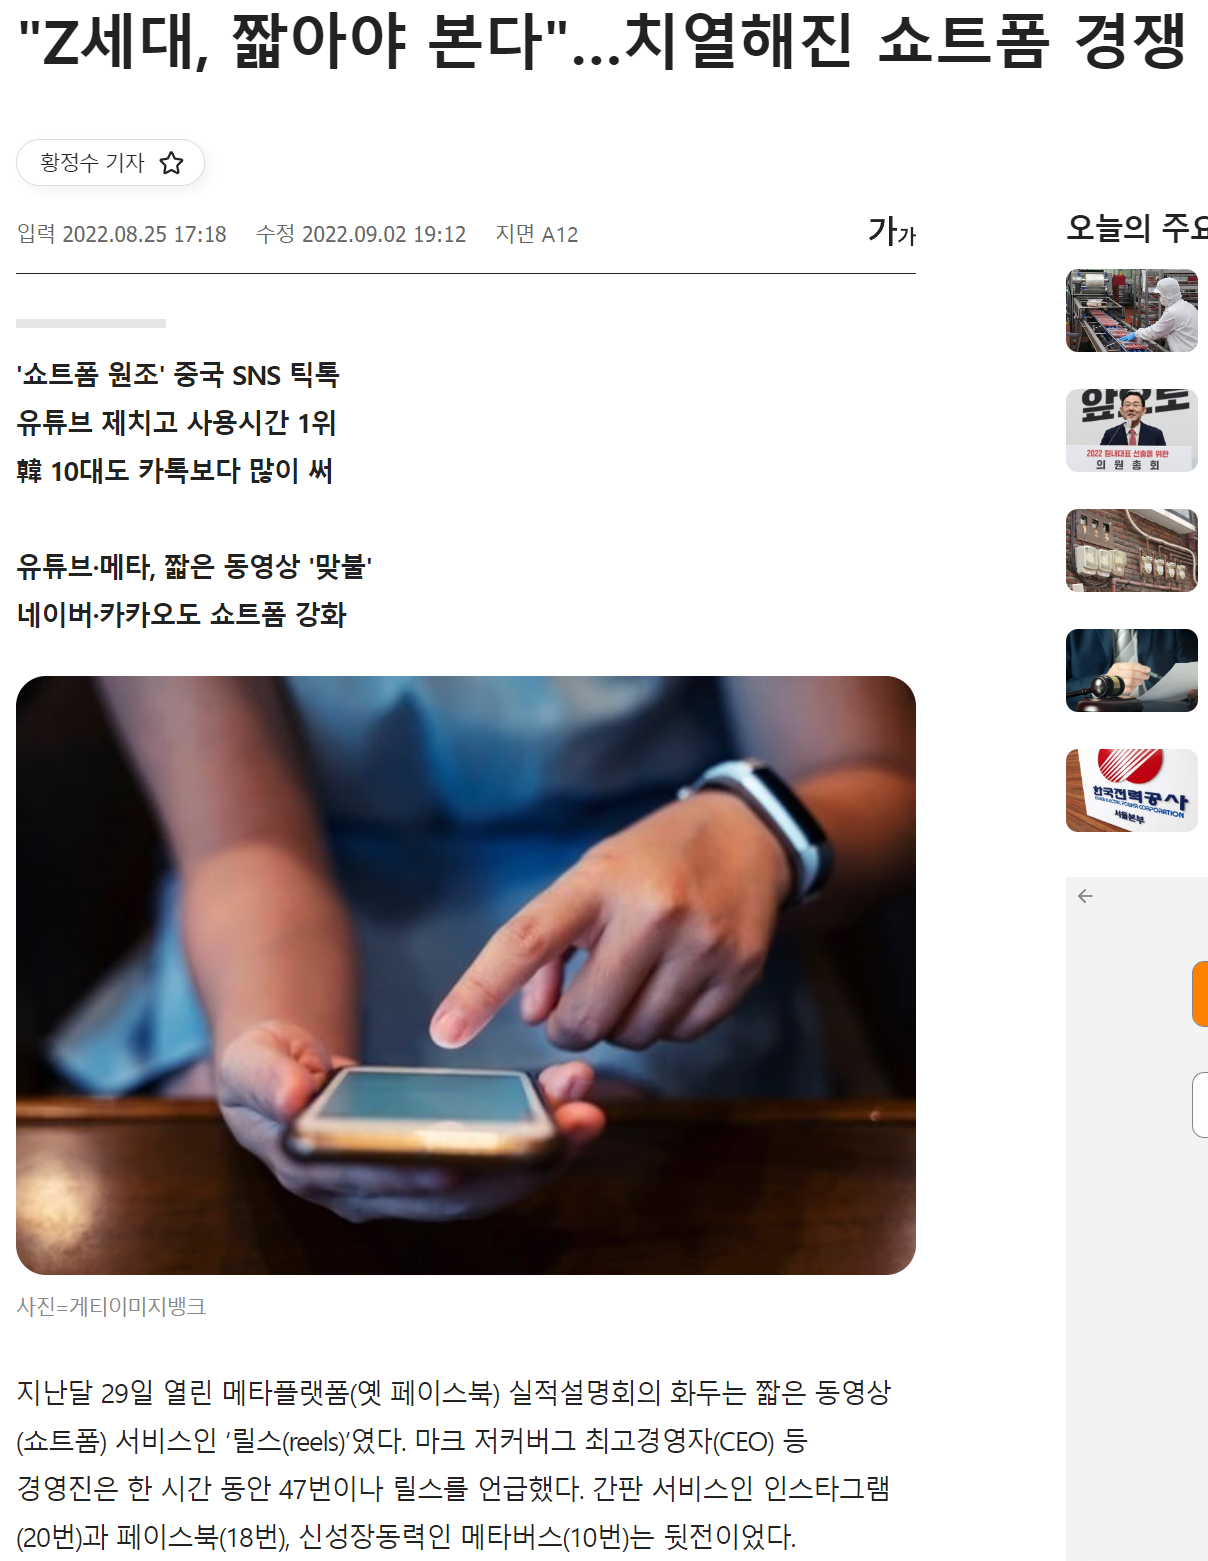 "Z세대, 짧아야 본다"…치열해진 쇼트폼 경쟁
황정수 기자
입력 2022.08.25 17:18 수정 2022.09.02 19:12 지면 A12
가가
'쇼트폼 원조' 중국 SNS 틱톡
유튜브 제치고 사용시간 1위
韓 10대도 카톡보다 많이 써
유튜브·메타, 짧은 동영상 '맞불'
네이버·카카오도 쇼트폼 강화
사진=게티이미지뱅크
지난달 29일 열린 메타플랫폼(옛 페이스북) 실적설명회의 화두는 짧은 동영상
(쇼트폼) 서비스인 ‘릴스(reels)’였다. 마크 저커버그 최고경영자(CEO) 등
경영진은 한 시간 동안 47번이나 릴스를 언급했다. 간판 서비스인 인스타그램
(20번)과 페이스북(18번), 신성장동력인 메타버스(10번)는 뒷전이었다.
오늘의 주요
앞으로
2022 원내대표 선출을 위한
의원총회
한국전력공사
KOREA ELECTRIC POWER CORPORATION
서울본부